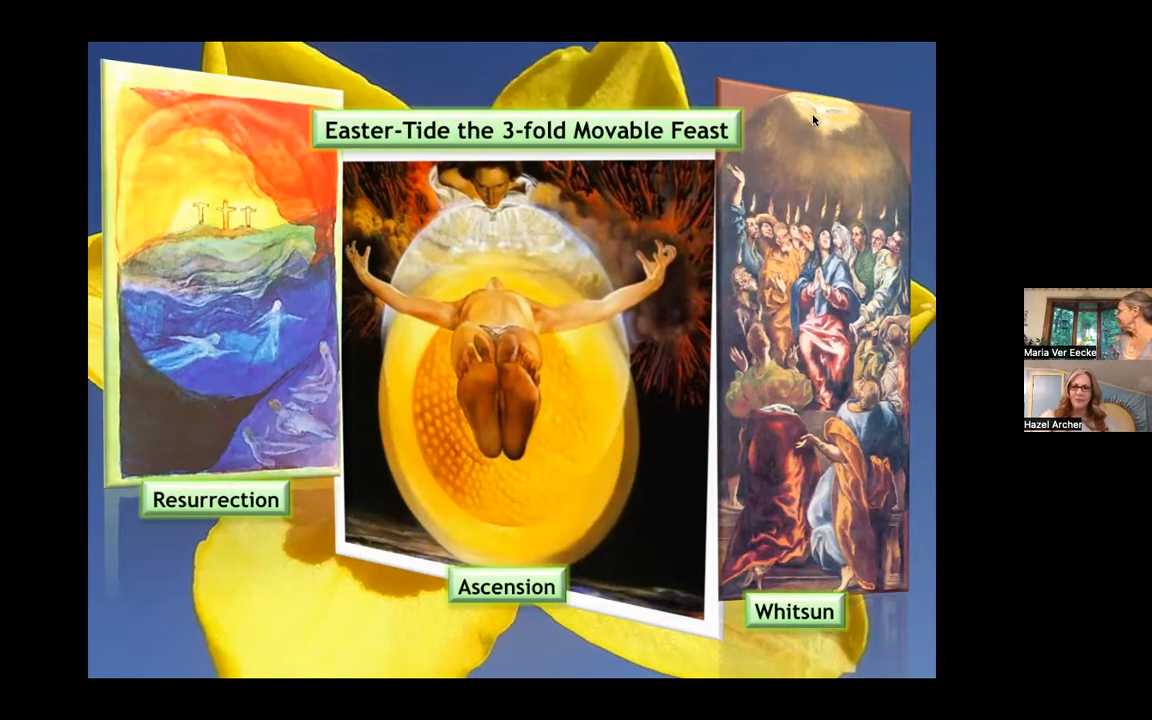 Easter-Tide the 3-fold Movable Feast
Resurrection
Ascension
Whitsun
Maria Ver Eecke
Hazel Archer